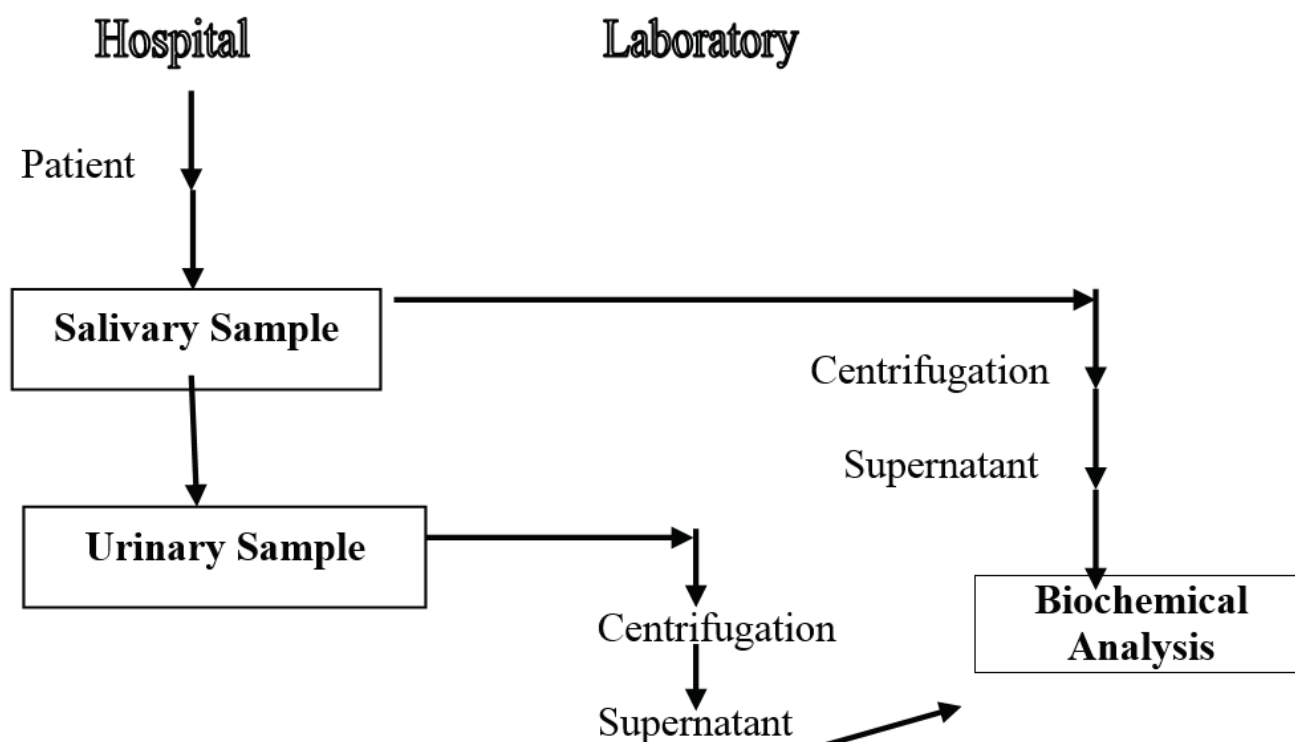 Hospital
Laboratory
Patient
Salivary Sample
Centrifugation
Supernatant
Urinary Sample
Centrifugation
Supernatant
Biochemical
Analysis